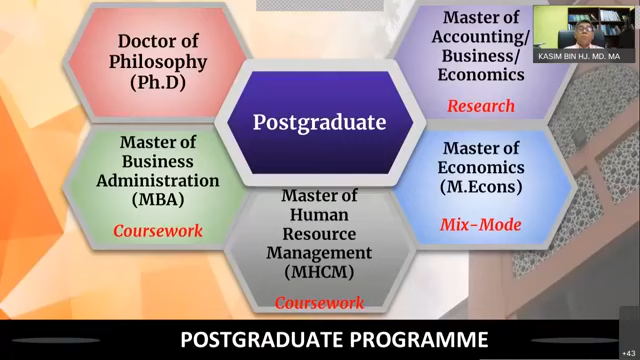 Doctor of
Philosophy
(Ph.D)
Master of
Accounting/
Business/
Economics
Research
KASIM BIN HJ. MD. MA
Postgraduate
Master of
Business
Administration
(MBA)
Coursework
Master of
Economics
(M.Econs)
Mix-Mode
Master of
Human
Resource
Management
(MHCM)
Coursework
POSTGRADUATE PROGRAMME
+43